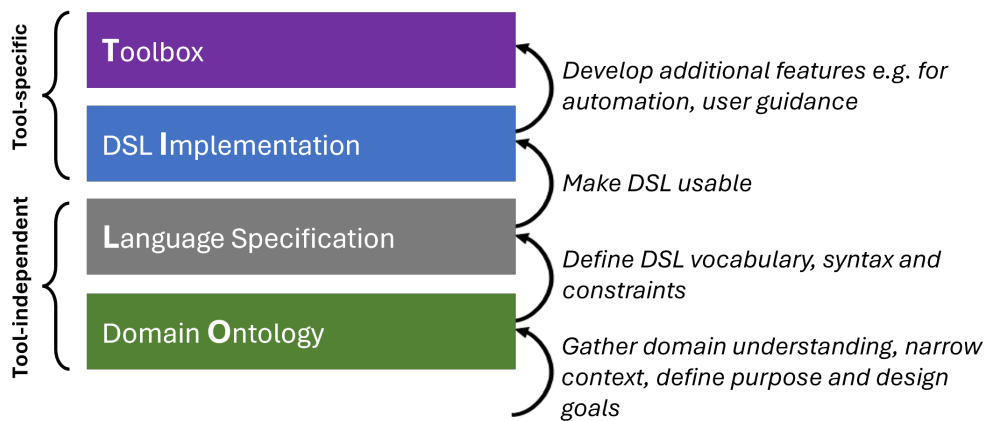 Tool-specific
Toolbox
Develop additional features e.g. for
automation, user guidance
DSL Implementation
Make DSL usable
Tool-independent
Language Specification
Define DSL vocabulary, syntax and
constraints
Domain Ontology
Gather domain understanding, narrow
context, define purpose and design
goals